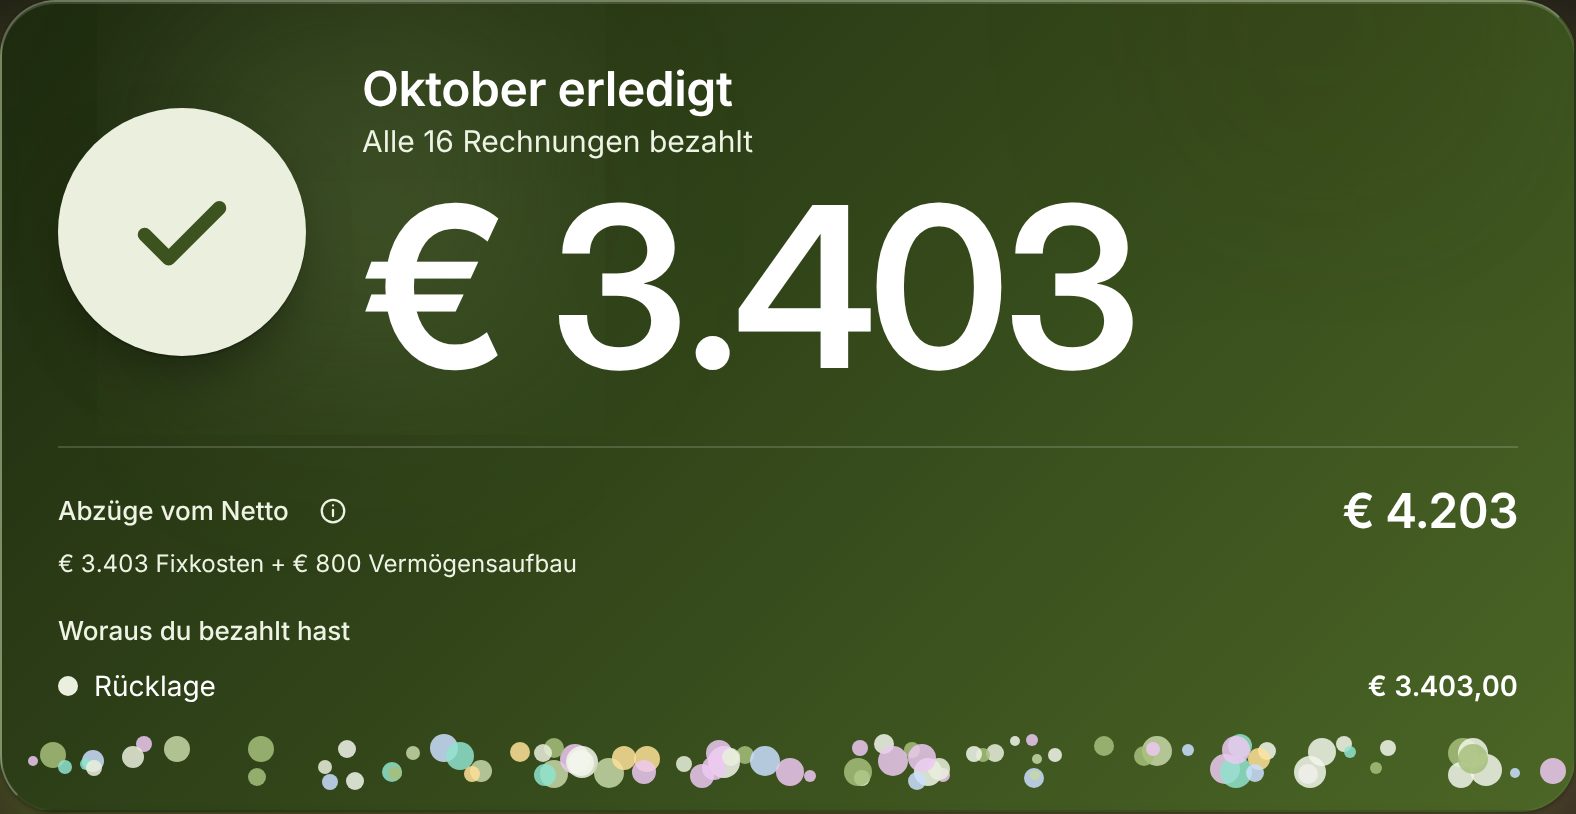 Oktober erledigt
Alle 16 Rechnungen bezahlt
€ 3.403
Abzüge vom Netto
€ 4.203
€ 3.403 Fixkosten + € 800 Vermögensaufbau
Woraus du bezahlt hast
Rücklage
€ 3.403,00